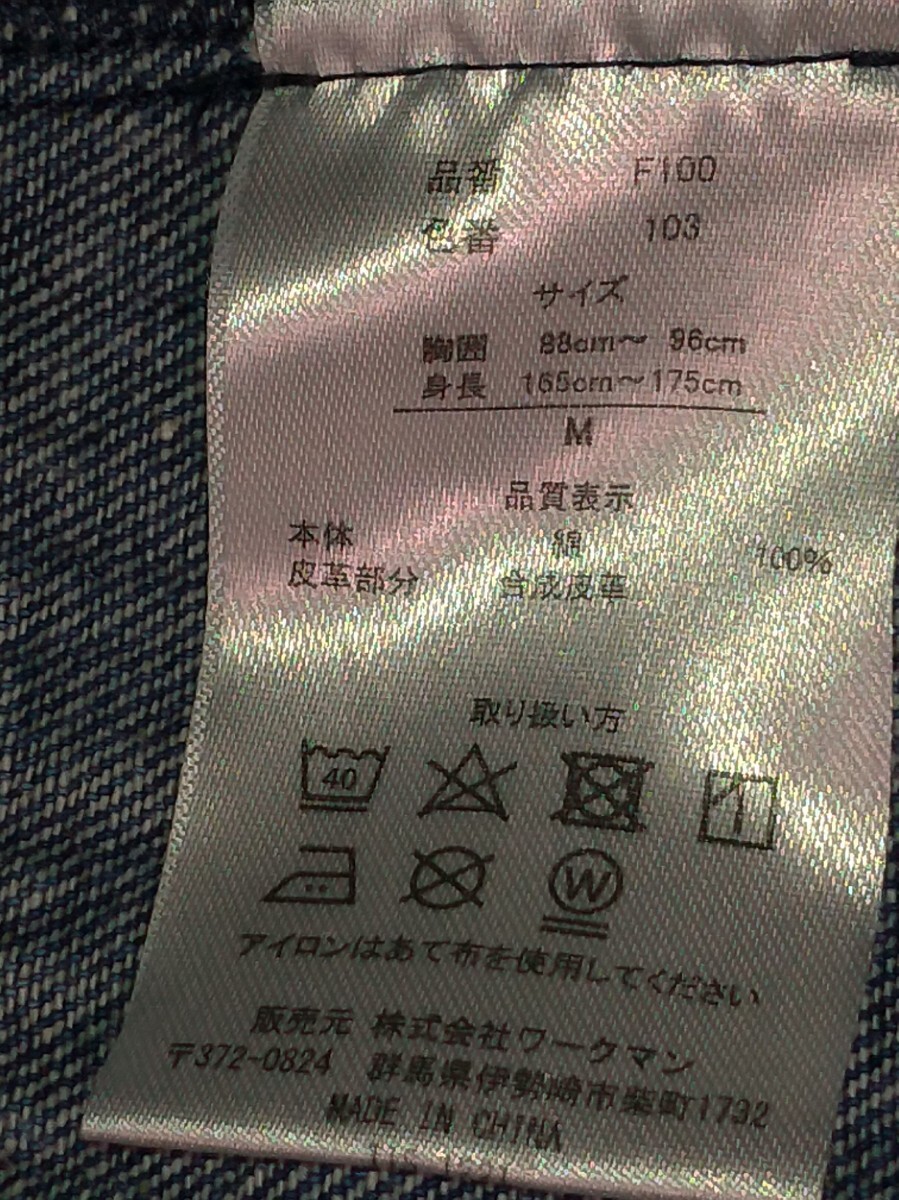 品番 F100
色番 103
サイズ
胸囲 88cm～ 96cm
身長 165cm～175cm
M
品質表示
本体 綿 100%
皮革部分 合成皮革
取り扱い方
40
W
アイロンはあて布を使用してください
販売元 株式会社ワークマン
〒372-0824 群馬県伊勢崎市柴町1732
MADE IN CHINA